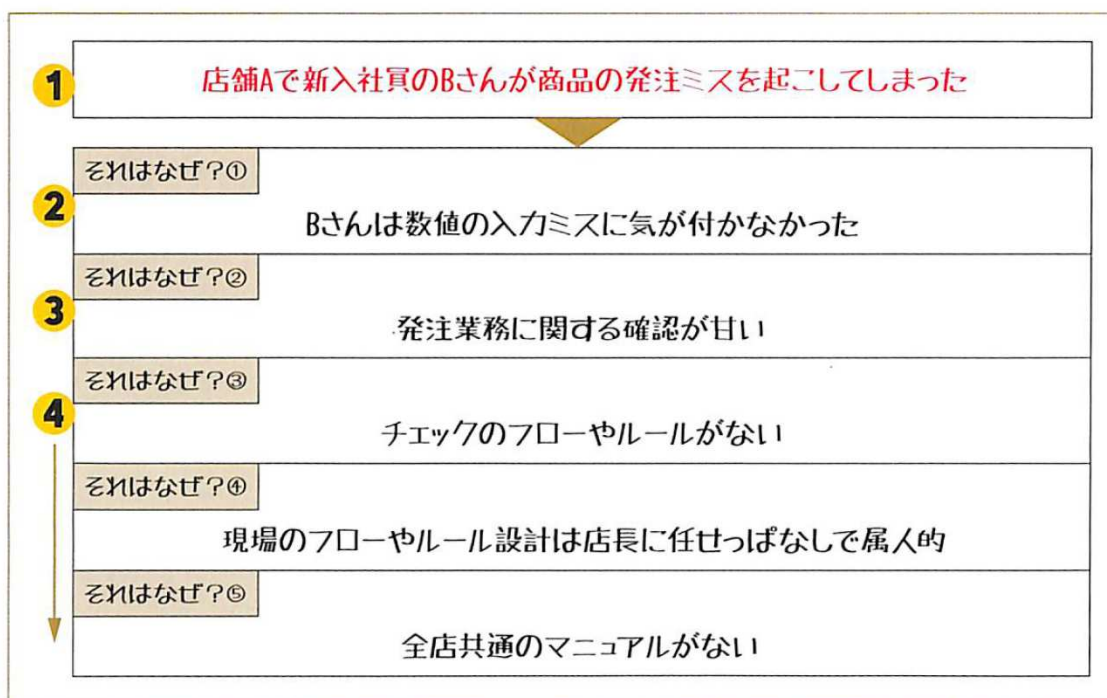 1
店舗Aで新入社員のBさんが商品の発注ミスを起こしてしまった
それはなぜ？①
2
Bさんは数値の入力ミスに気が付かなかった
それはなぜ？②
3
発注業務に関する確認が甘い
それはなぜ？③
4
チェックのフローやルールがない
それはなぜ？④
現場のフローやルール設計は店長に任せっぱなしで属人的
それはなぜ？⑤
全店共通のマニュアルがない